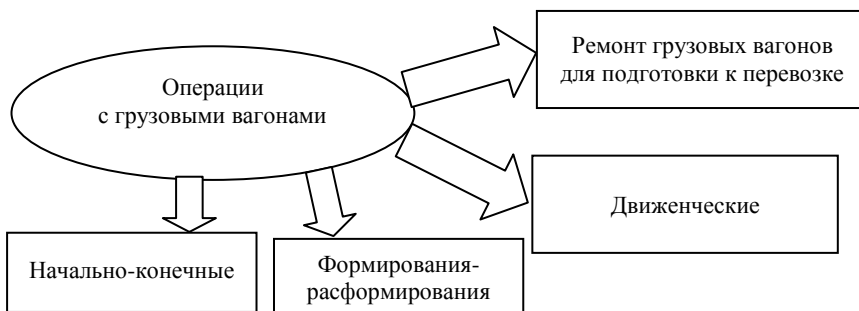 Операции
с грузовыми вагонами
Ремонт грузовых вагонов
для подготовки к перевозке
Движенческие
Начально-конечные
Формирования-
расформирования